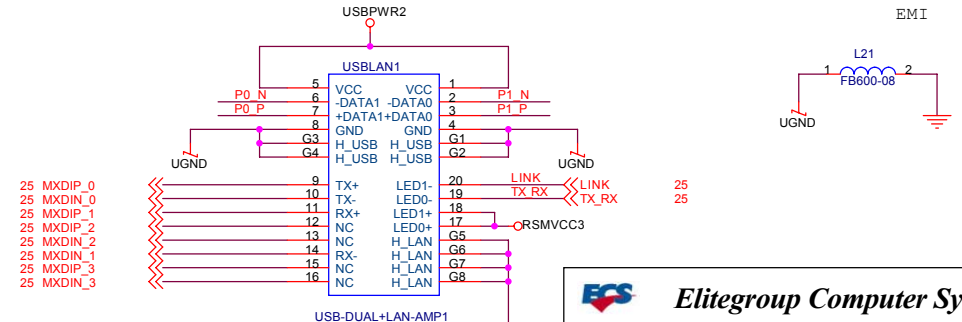 USBPWR2
EMI
USBLAN1
L21
1 2
FB600-08
UGND
5 VCC VCC 1
P0_N 6 -DATA1 -DATA0 2 P1_N
P0_P 7 +DATA1 +DATA0 3 P1_P
8 GND GND 4
G3 H_USB H_USB G1
G4 H_USB H_USB G2
UGND UGND
25 MXDIP_0 9 TX+ LED1- 20 LINK LINK 25
25 MXDIN_0 10 TX- LED0- 19 TX_RX TX_RX 25
25 MXDIP_1 11 RX+ LED1+ 18
25 MXDIP_2 12 NC LED0+ 17 RSMVCC3
25 MXDIN_2 13 NC H_LAN G5
25 MXDIN_1 14 RX- H_LAN G6
25 MXDIP_3 15 NC H_LAN G7
25 MXDIN_3 16 NC H_LAN G8
USB-DUAL+LAN-AMP1
ECS Elitegroup Computer Sy